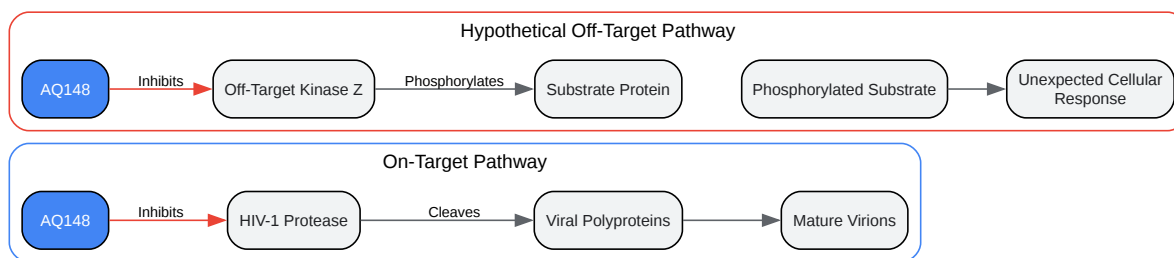 Hypothetical Off-Target Pathway
AQ148
Inhibits
Off-Target Kinase Z
Phosphorylates
Substrate Protein
Phosphorylated Substrate
Unexpected Cellular
Response
On-Target Pathway
AQ148
Inhibits
HIV-1 Protease
Cleaves
Viral Polyproteins
Mature Virions